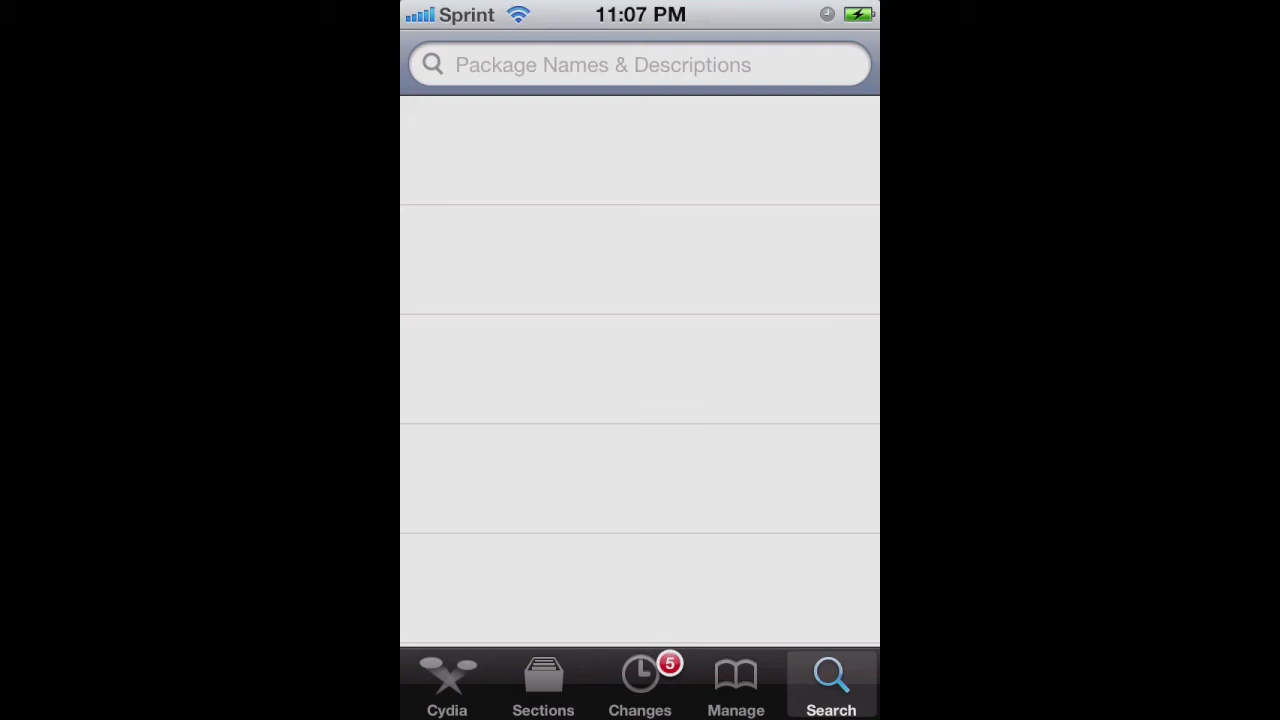 Sprint 11:07 PM
Package Names & Descriptions
5
Cydia Sections Changes Manage Search